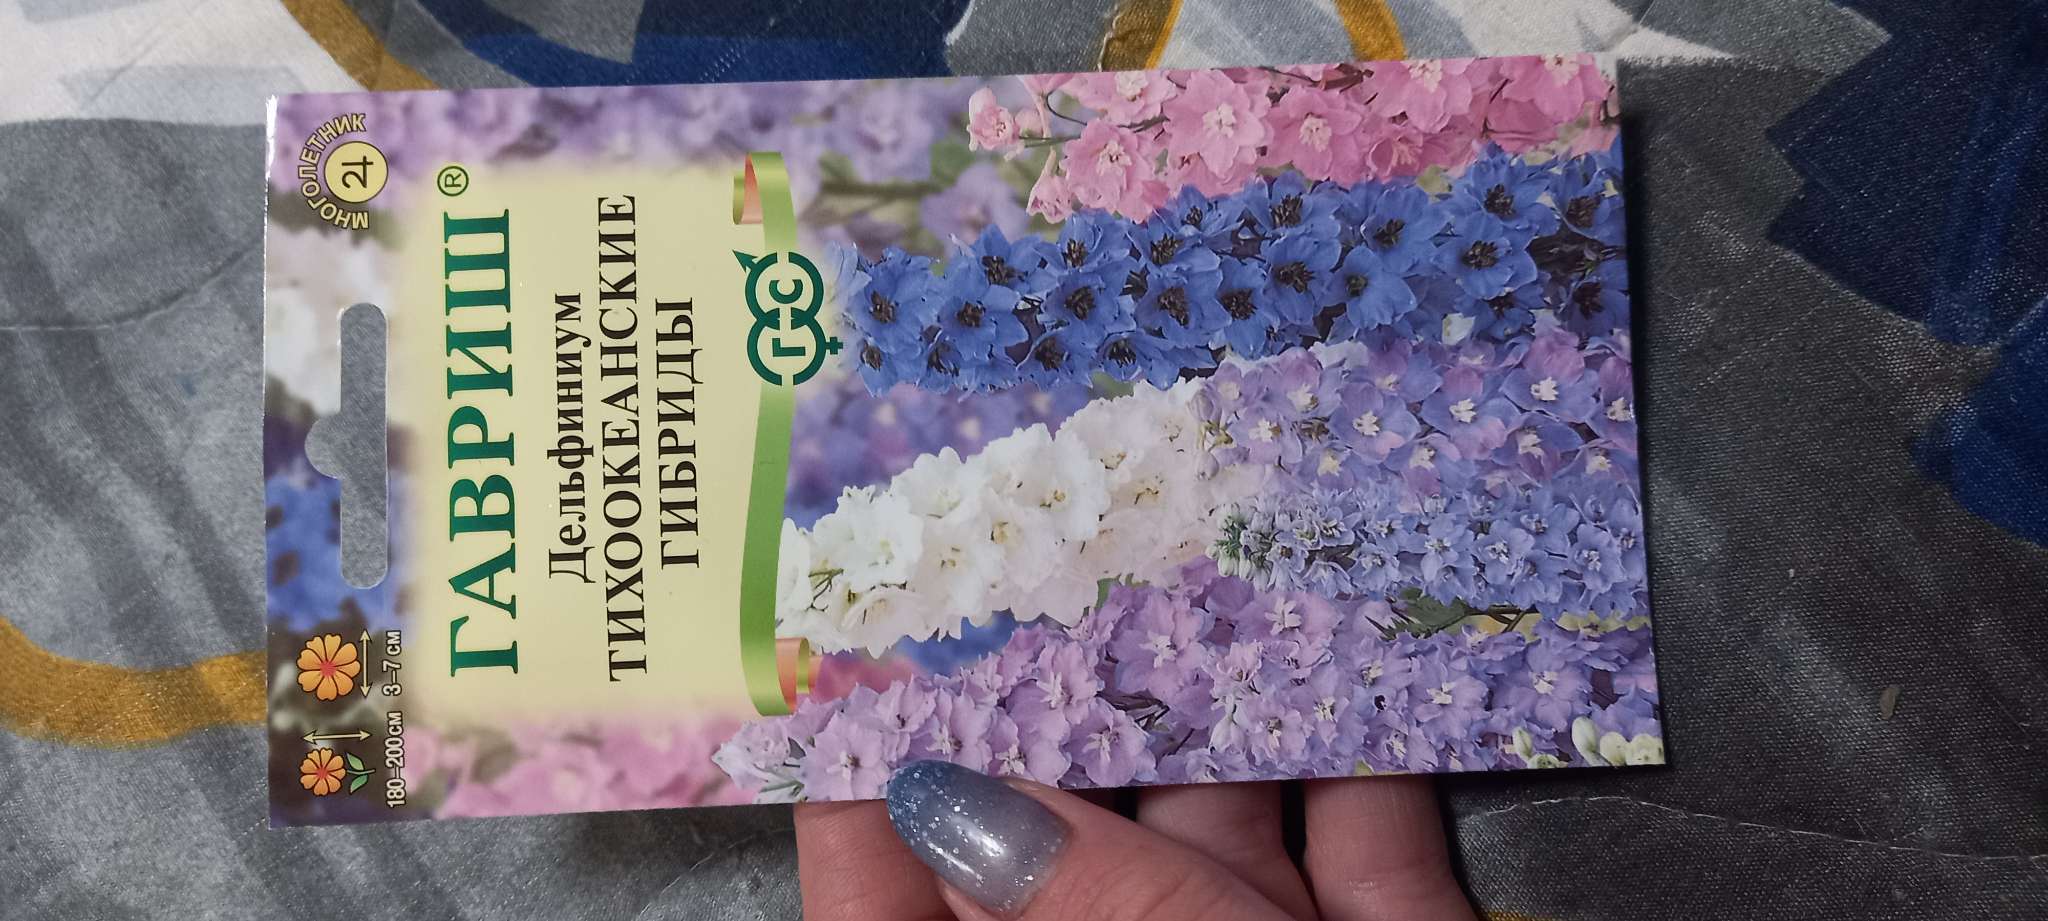 180-200см 3-7 см
МНОГОЛЕТНИК
ГАВРИШ®
Дельфиниум
ТИХООКЕАНСКИЕ
ГИБРИДЫ
Г С